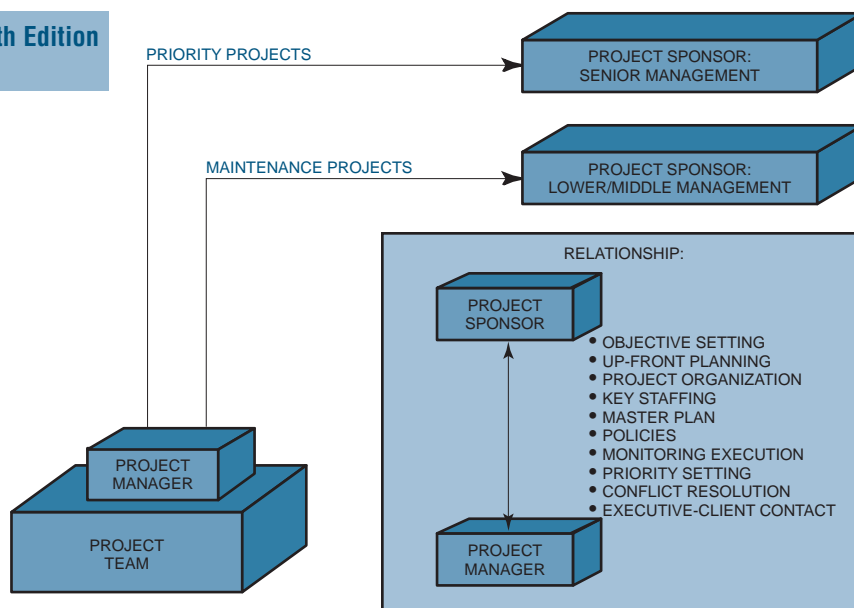 th Edition
PRIORITY PROJECTS
PROJECT SPONSOR:
SENIOR MANAGEMENT
MAINTENANCE PROJECTS
PROJECT SPONSOR:
LOWER/MIDDLE MANAGEMENT
RELATIONSHIP:
PROJECT
SPONSOR
• OBJECTIVE SETTING
• UP-FRONT PLANNING
• PROJECT ORGANIZATION
• KEY STAFFING
• MASTER PLAN
• POLICIES
• MONITORING EXECUTION
• PRIORITY SETTING
• CONFLICT RESOLUTION
• EXECUTIVE-CLIENT CONTACT
PROJECT
MANAGER
PROJECT
MANAGER
PROJECT
TEAM